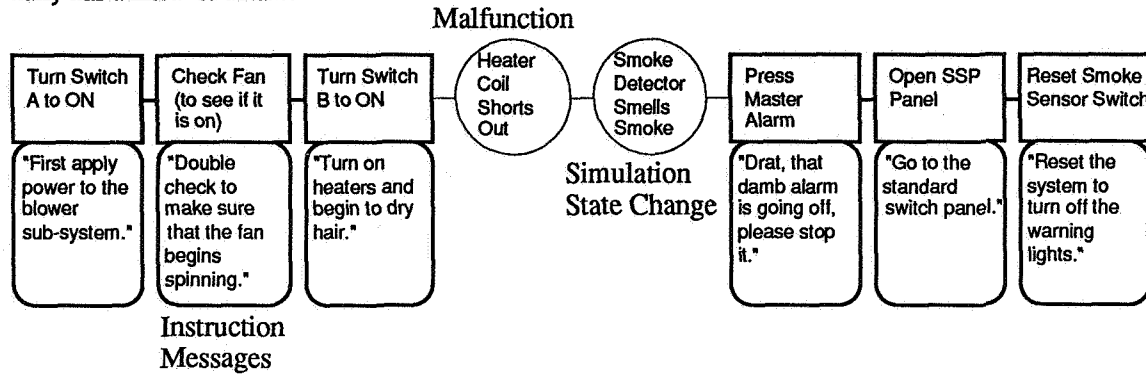 Malfunction
Turn Switch
A to ON
Check Fan
(to see if it
is on)
Turn Switch
B to ON
Heater
Coil
Shorts
Out
Smoke
Detector
Smells
Smoke
Press
Master
Alarm
Open SSP
Panel
Reset Smoke
Sensor Switch
"First apply
power to the
blower
sub-system."
"Double
check to
make sure
that the fan
begins
spinning."
"Turn on
heaters and
begin to dry
hair."
Simulation
State Change
"Drat, that
damb alarm
is going off,
please stop
it."
"Go to the
standard
switch panel."
"Reset the
system to
turn off the
warning
lights."
Instruction
Messages